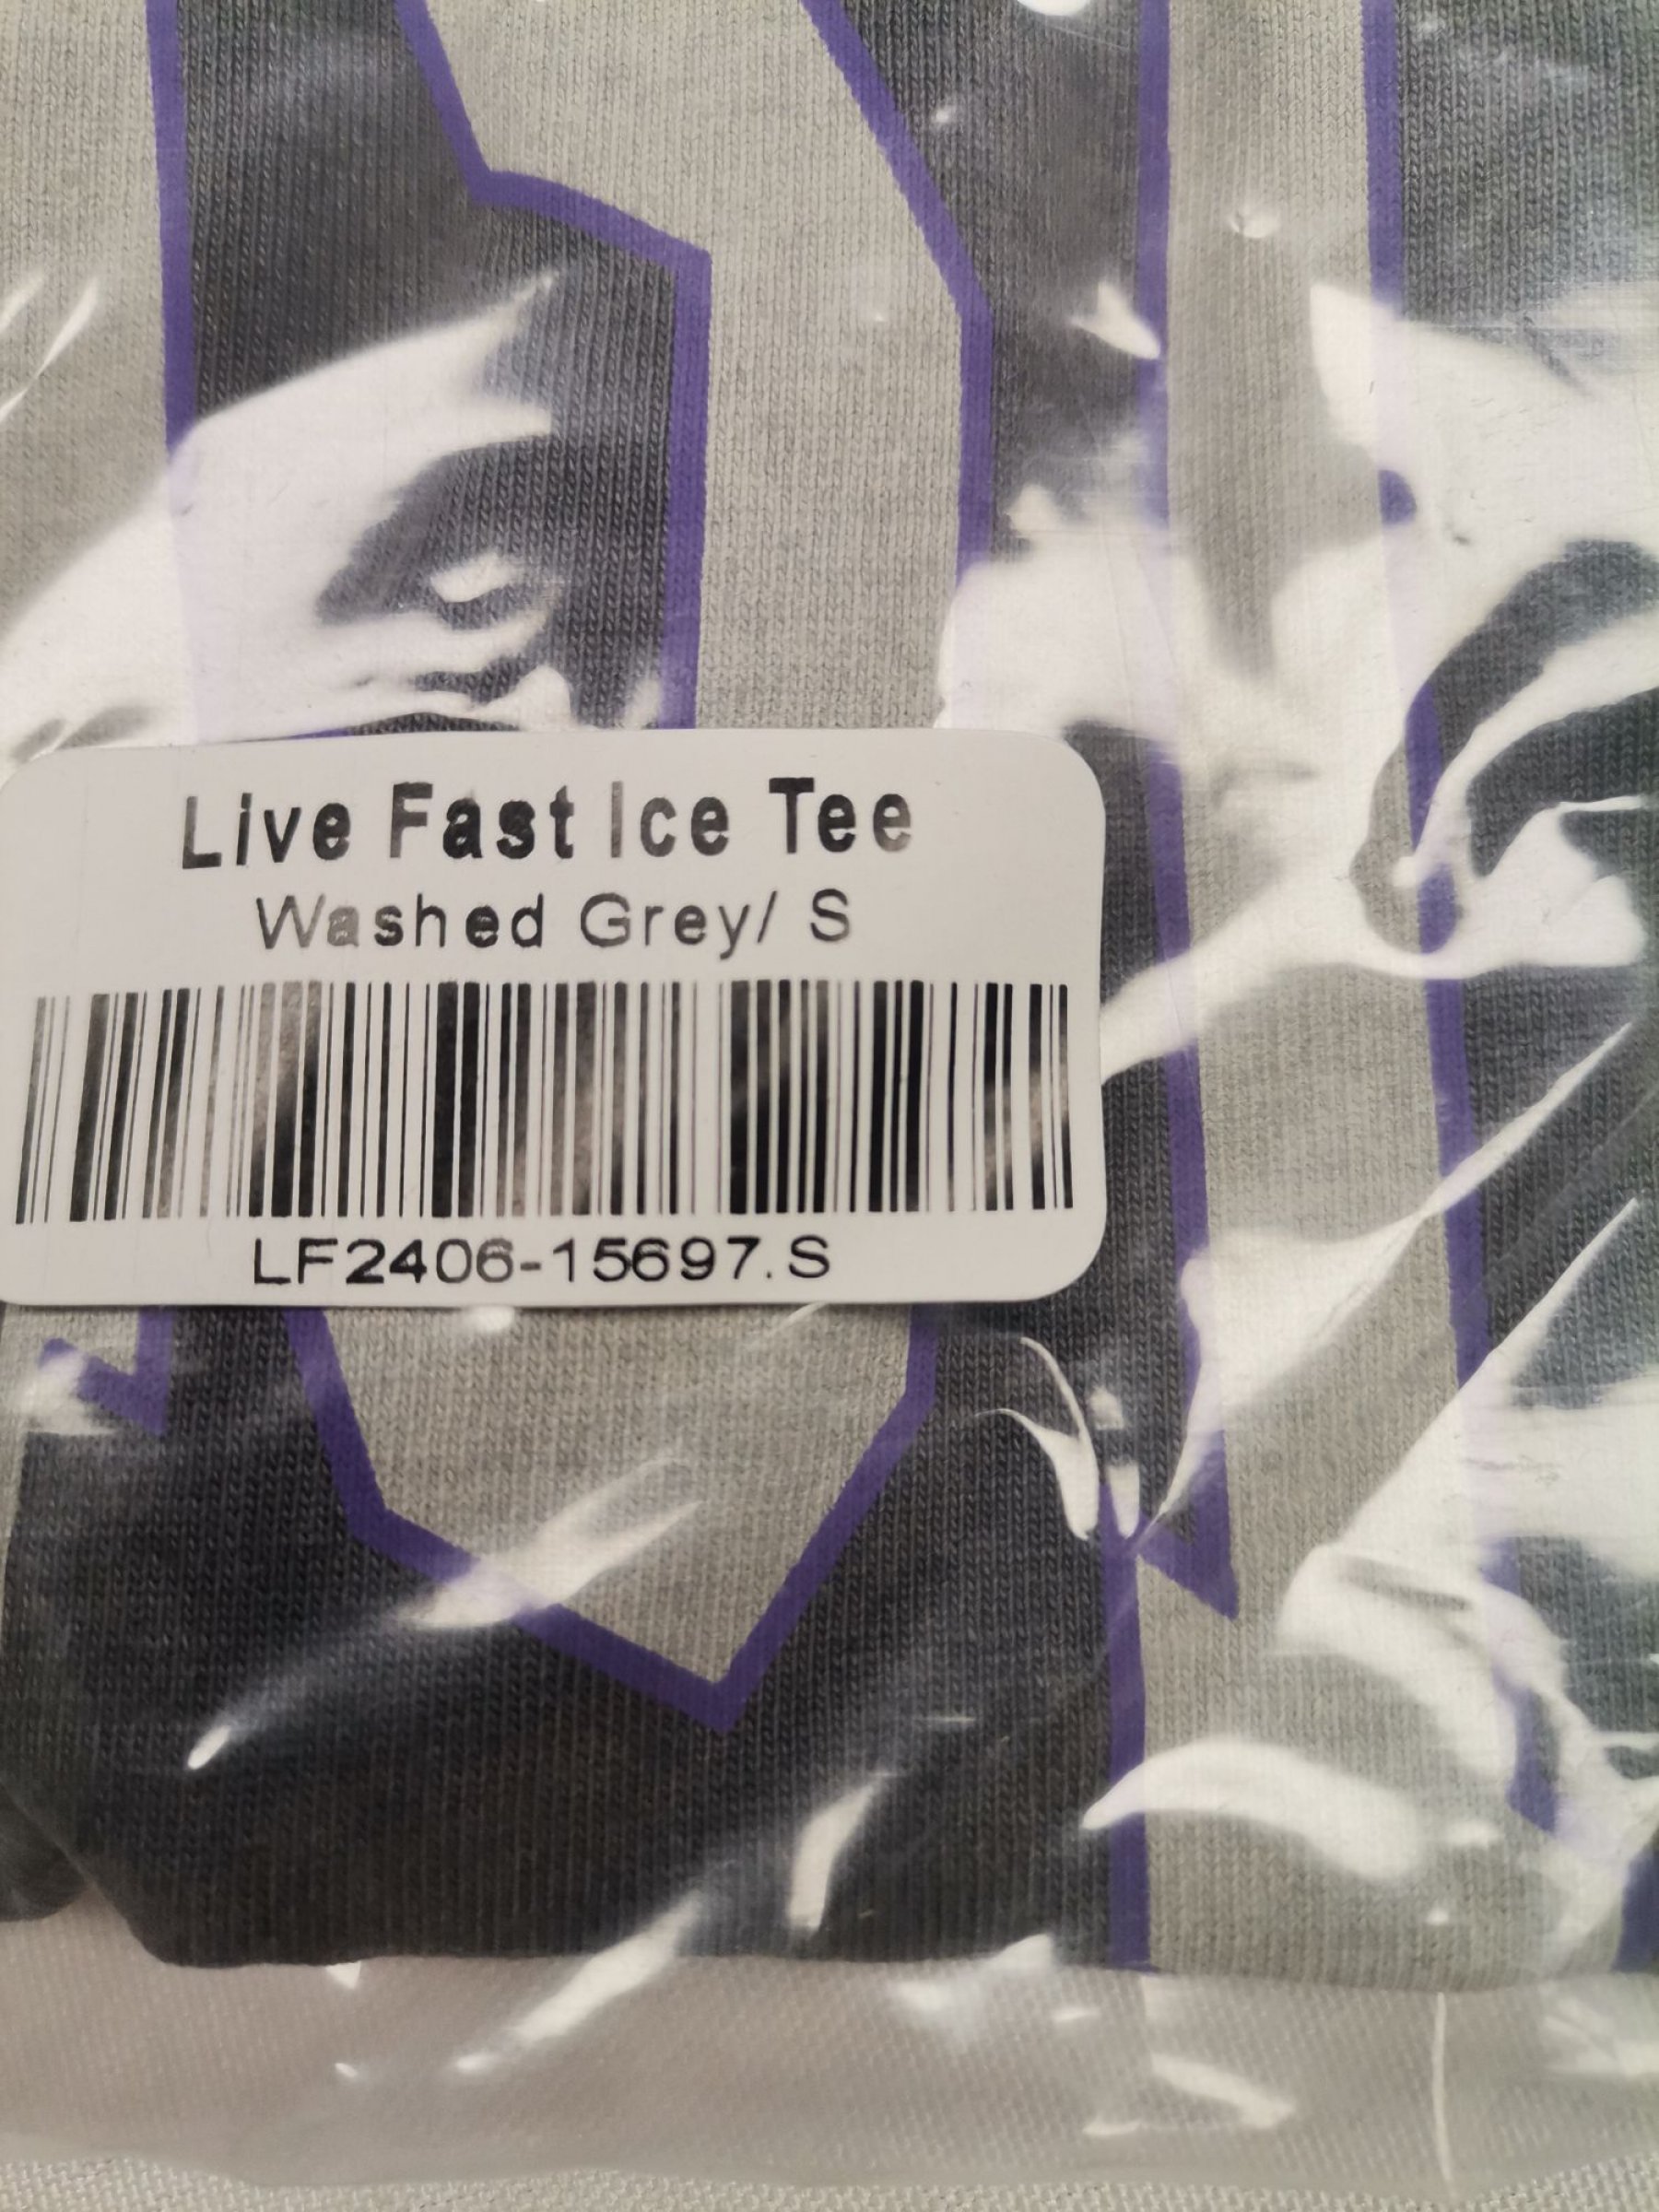 Live Fast Ice Tee
Washed Grey/ S
LF2406-15697.S